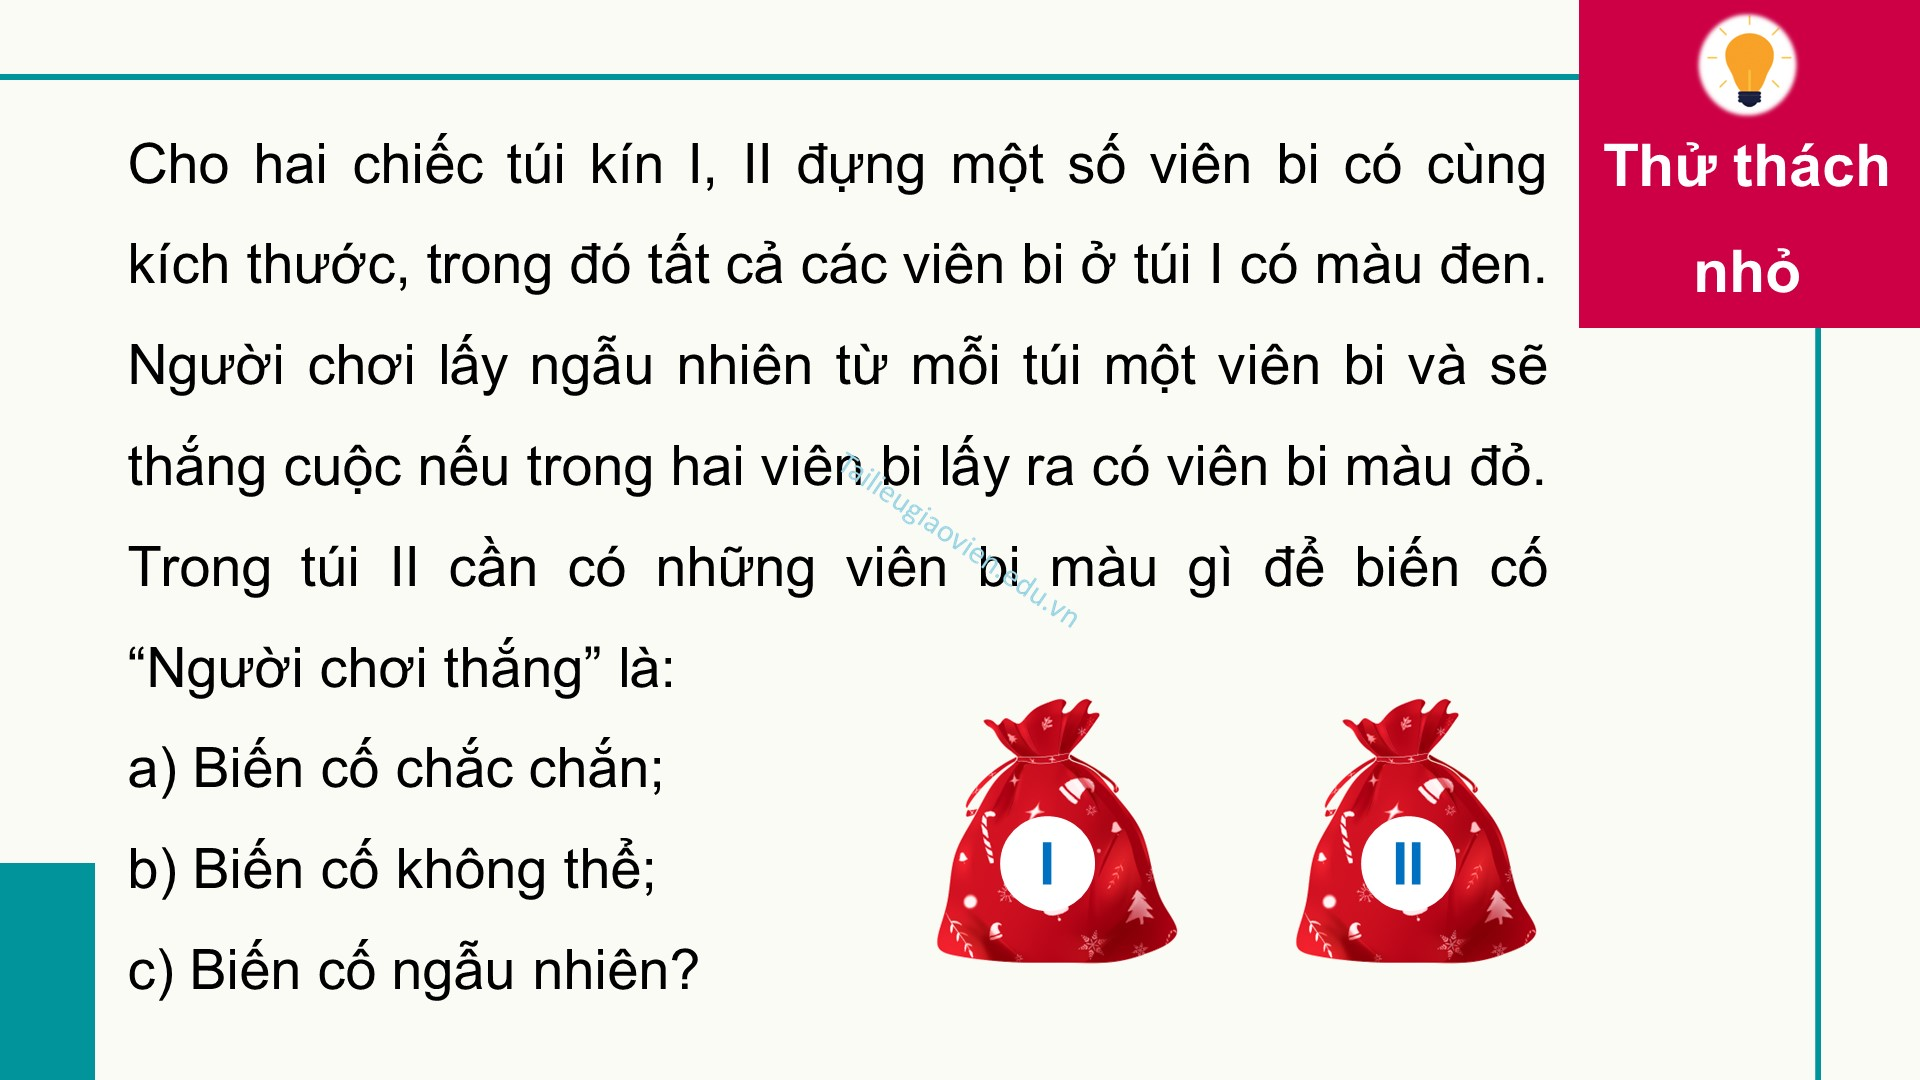 Thử thách
nhỏ
Cho hai chiếc túi kín I, II đựng một số viên bi có cùng
kích thước, trong đó tất cả các viên bi ở túi I có màu đen.
Người chơi lấy ngẫu nhiên từ mỗi túi một viên bi và sẽ
thắng cuộc nếu trong hai viên bi lấy ra có viên bi màu đỏ.
Trong túi II cần có những viên bi màu gì để biến cố
“Người chơi thắng” là:
a) Biến cố chắc chắn;
b) Biến cố không thể;
c) Biến cố ngẫu nhiên?
I
II
Tailieugiaovien.edu.vn